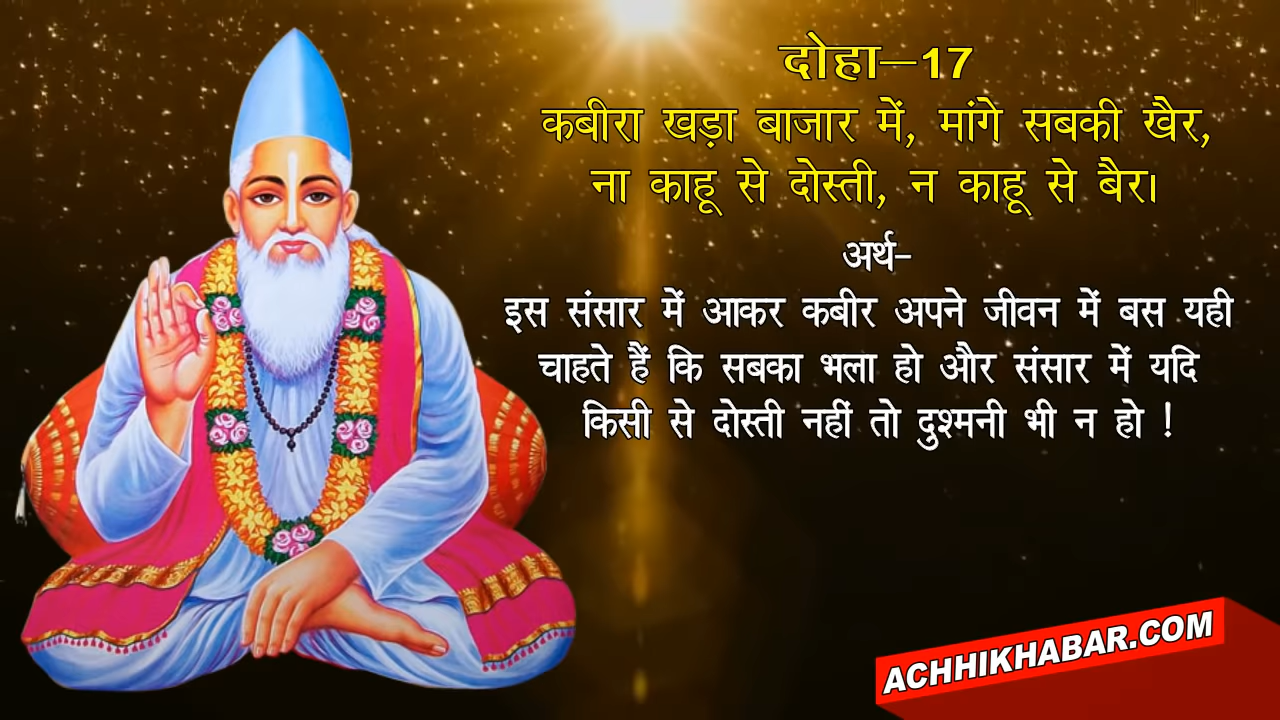 दोहा–17
कबीरा खड़ा बाजार में, मांगे सबकी खैर,
ना काहू से दोस्ती, न काहू से बैर।
अर्थ-
इस संसार में आकर कबीर अपने जीवन में बस यही
चाहते हैं कि सबका भला हो और संसार में यदि
किसी से दोस्ती नहीं तो दुश्मनी भी न हो !
ACHHIKHABAR.COM